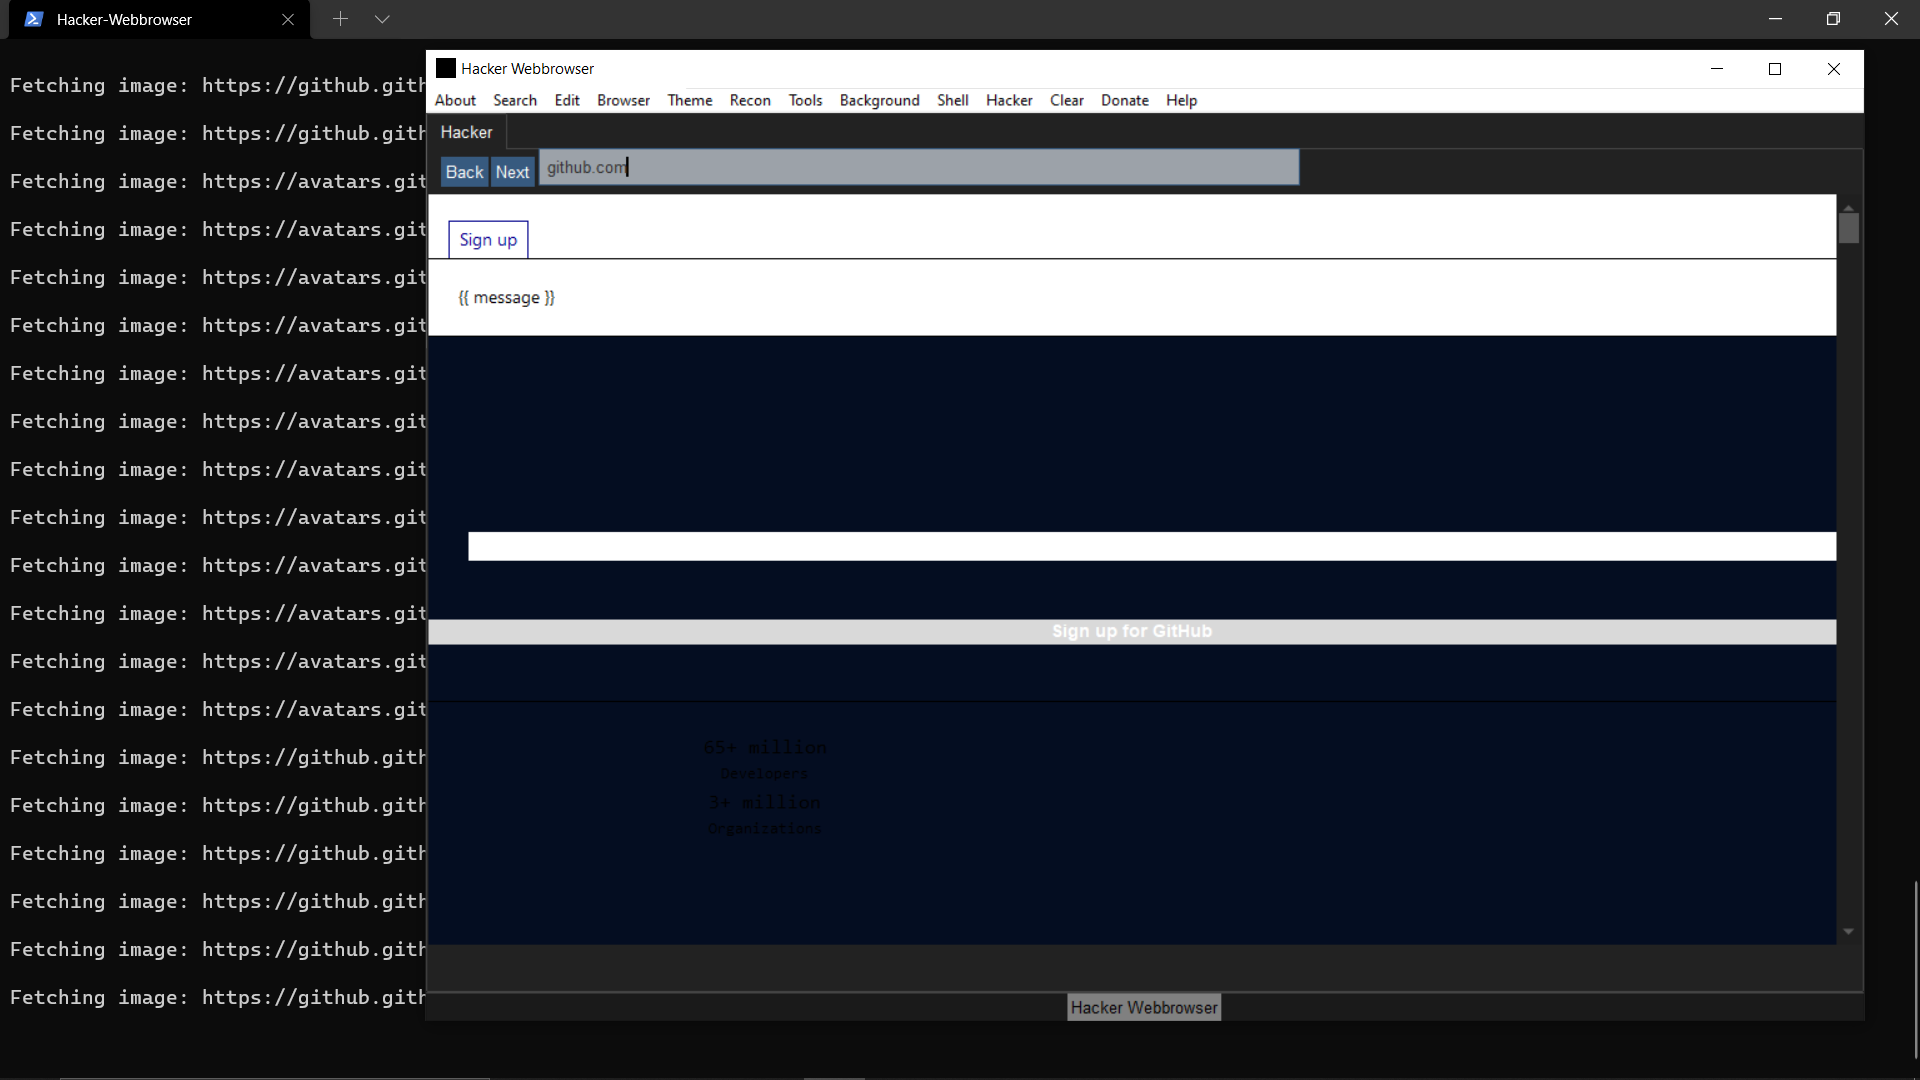 Hacker-Webbrowser
Fetching image: https://github.gith
Fetching image: https://github.gith
Fetching image: https://avatars.git
Fetching image: https://avatars.git
Fetching image: https://avatars.git
Fetching image: https://avatars.git
Fetching image: https://avatars.git
Fetching image: https://avatars.git
Fetching image: https://avatars.git
Fetching image: https://avatars.git
Fetching image: https://avatars.git
Fetching image: https://avatars.git
Fetching image: https://avatars.git
Fetching image: https://avatars.git
Fetching image: https://github.gith
Fetching image: https://github.gith
Fetching image: https://github.gith
Fetching image: https://github.gith
Fetching image: https://github.gith
Fetching image: https://github.gith
Hacker Webbrowser
About Search Edit Browser Theme Recon Tools Background Shell Hacker Clear Donate Help
Hacker
Back Next github.com
Sign up
{{ message }}
Sign up for GitHub
65+ million
Developers
3+ million
Organizations
Hacker Webbrowser